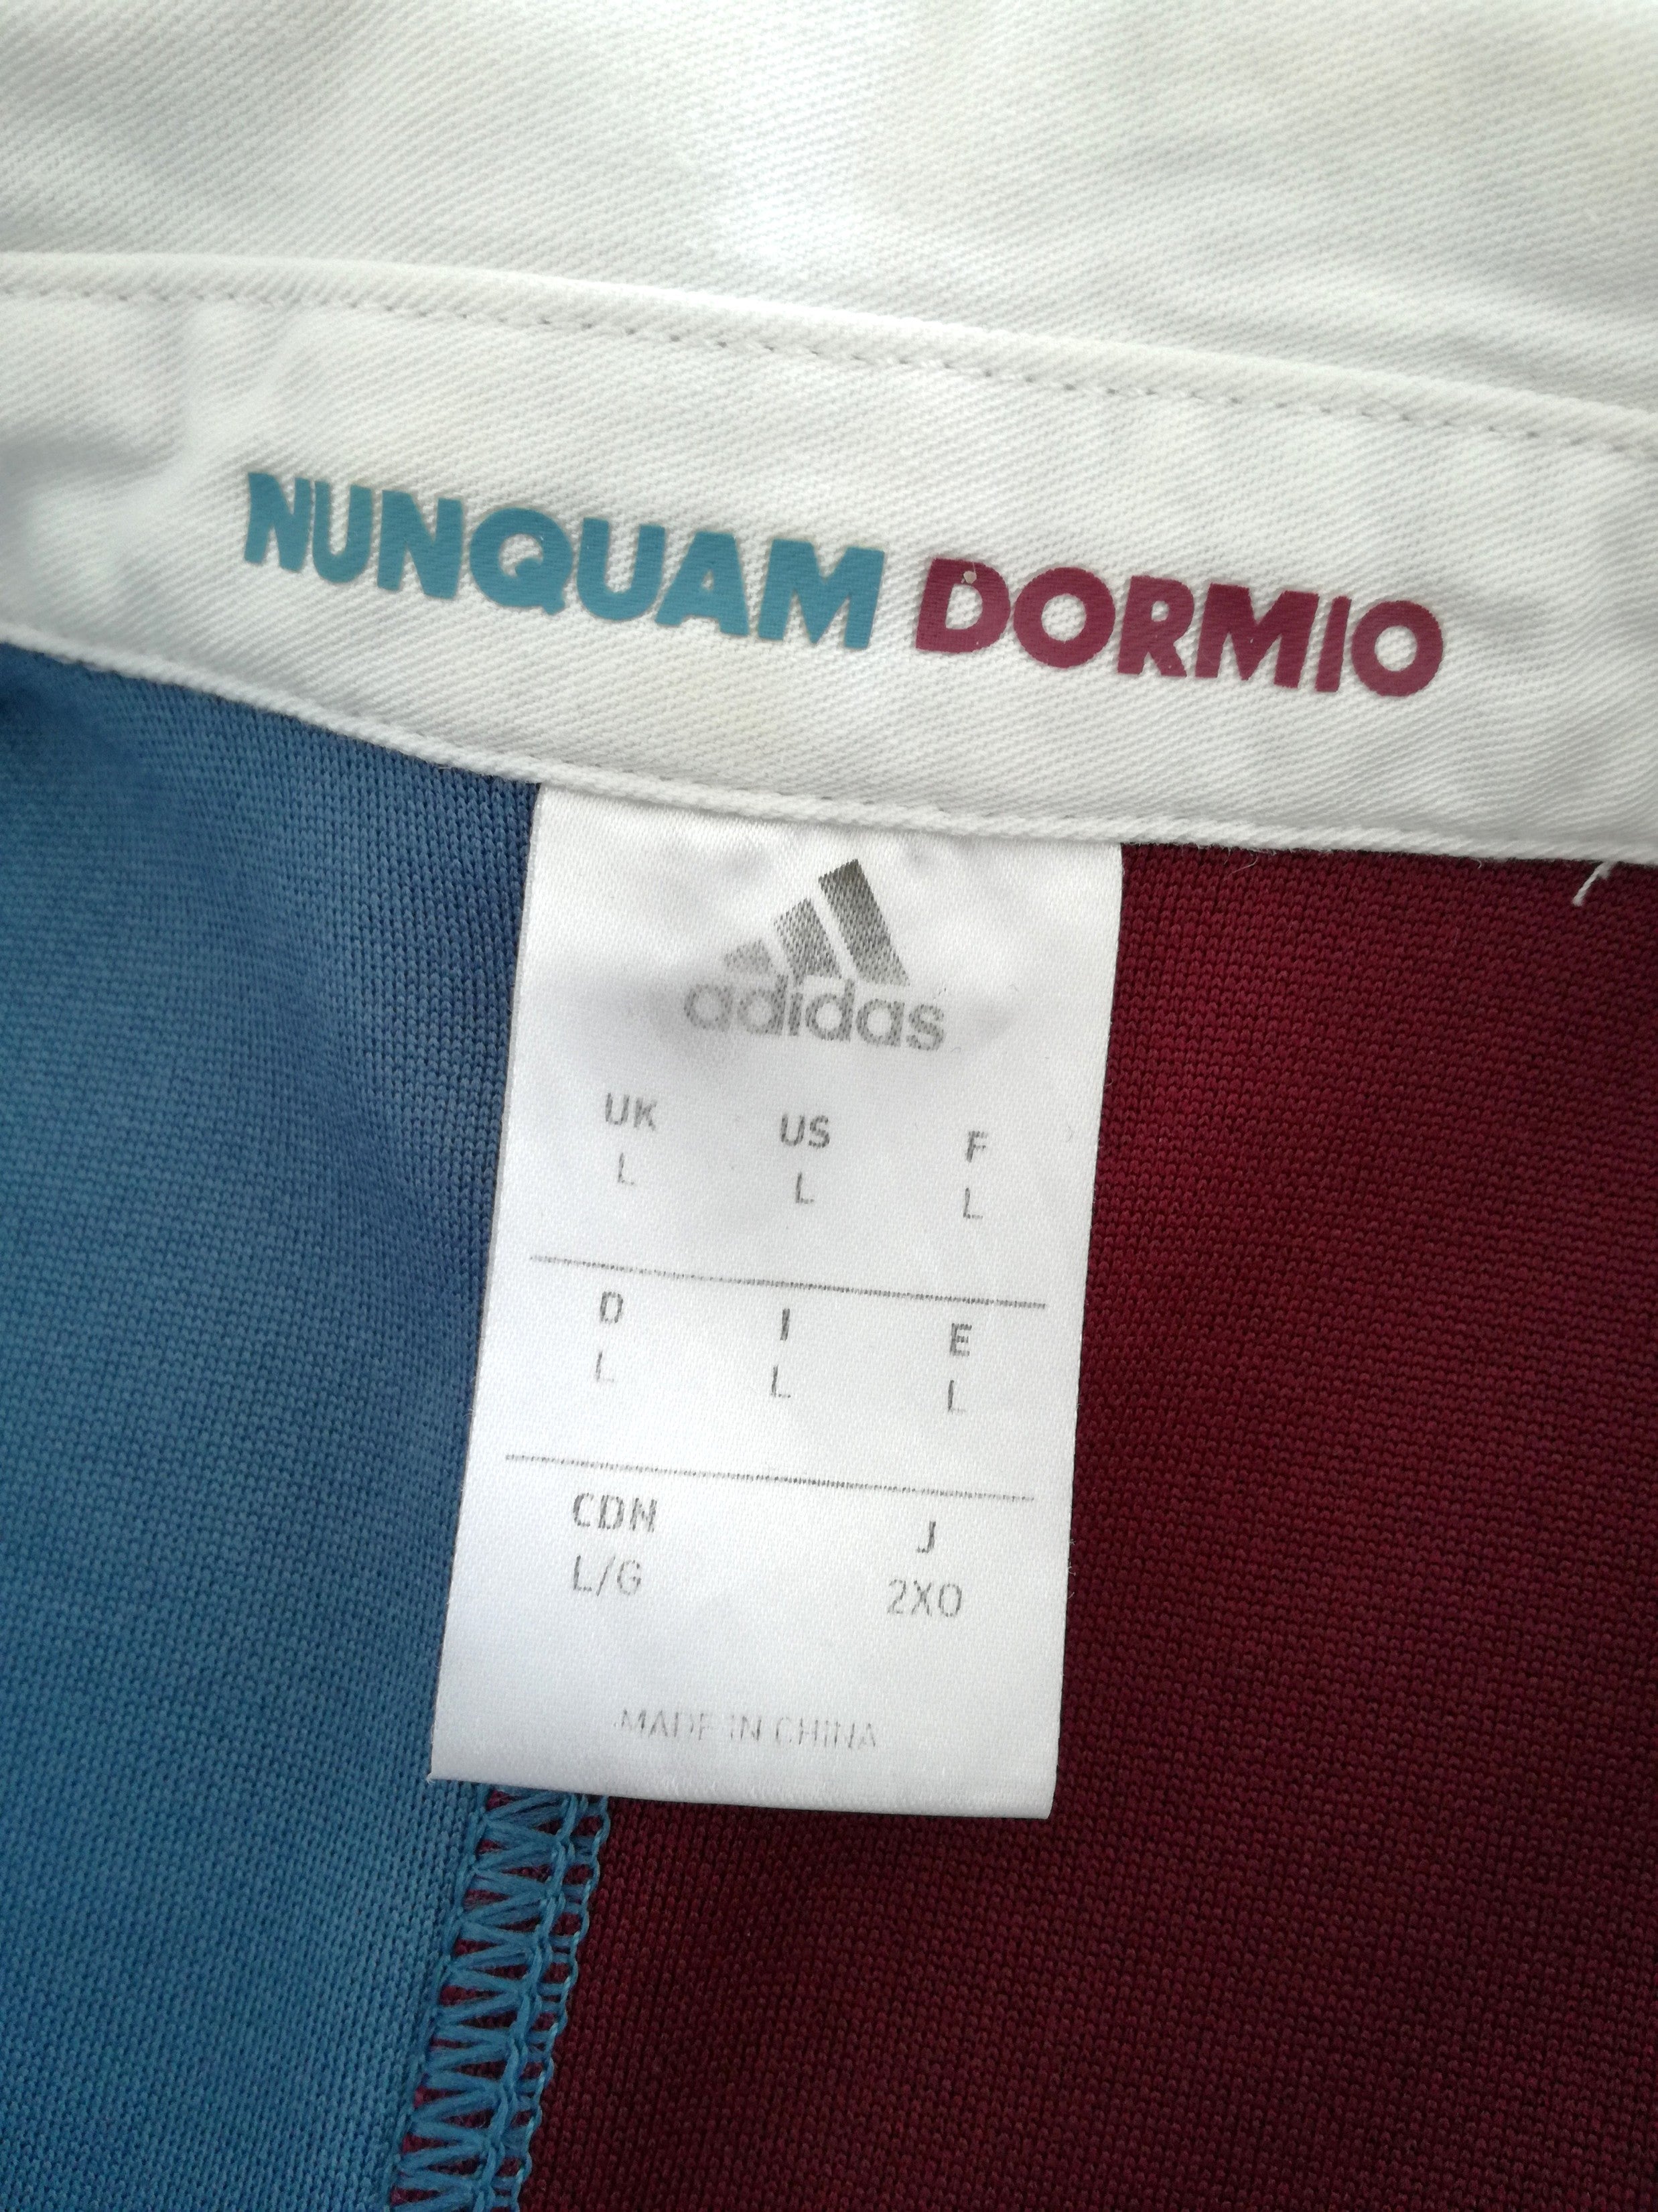 NUNQUAM DORMIO
adidas
UK US F
L L L
D I E
L L L
CDN J
L/G 2XO
MADE IN CHINA